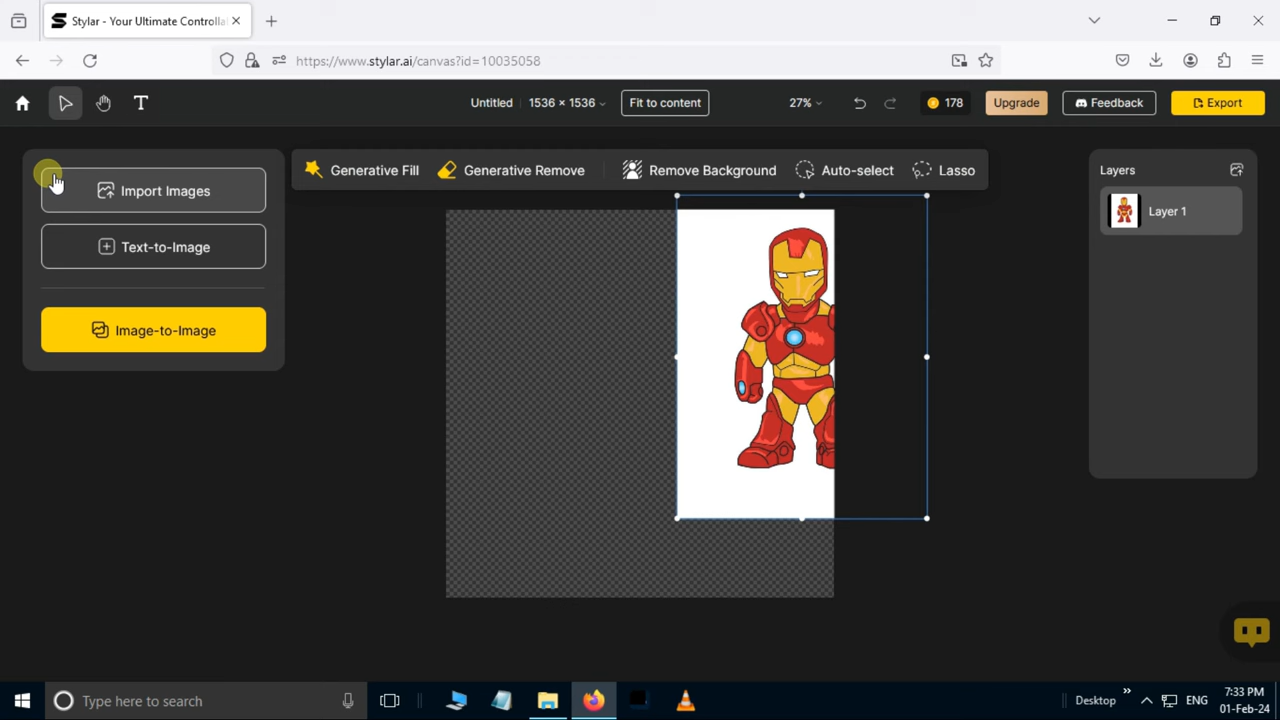 Stylar - Your Ultimate Controlla
https://www.stylar.ai/canvas?id=10035058
Untitled 1536 × 1536 Fit to content 27% 178 Upgrade Feedback Export
Import Images
Text-to-Image
Image-to-Image
Generative Fill Generative Remove Remove Background Auto-select Lasso
Layers
Layer 1
Type here to search
Desktop ENG
7:33 PM
01-Feb-24